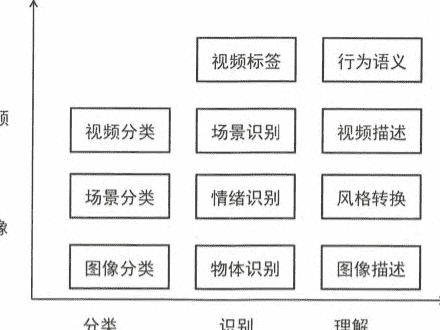 视频标签 行为语义
视频分类 场景识别 视频描述
场景分类 情绪识别 风格转换
图像分类 物体识别 图像描述
分类 识别 理解